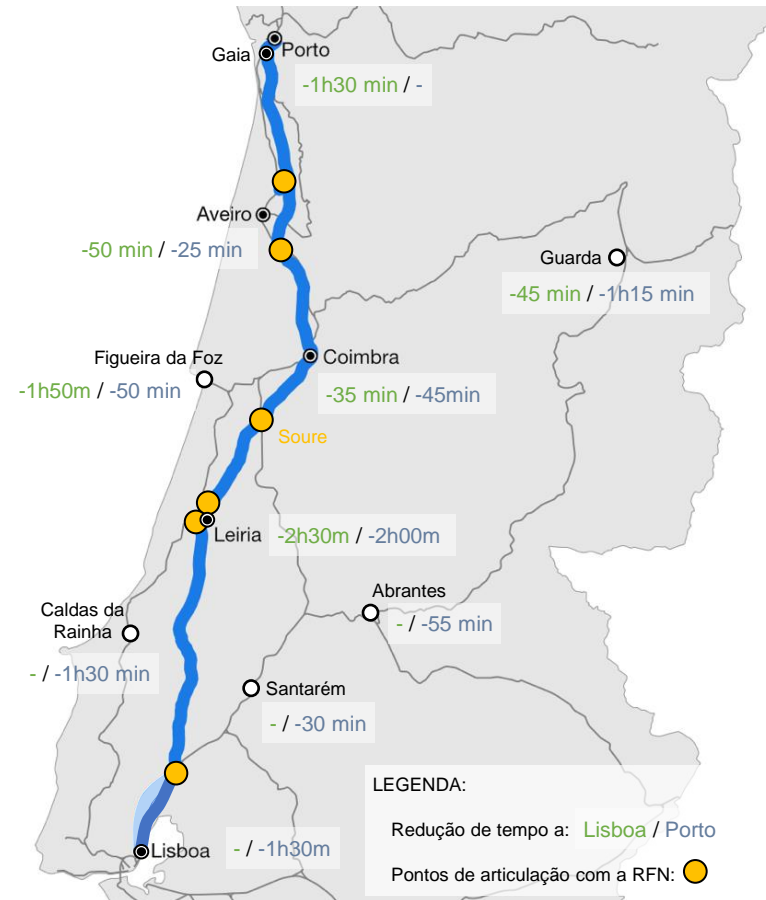 Porto
Gaia
-1h30 min / -
Aveiro
-50 min / -25 min
Guarda
-45 min / -1h15 min
Figueira da Foz
-1h50m / -50 min
Coimbra
-35 min / -45min
Soure
Leiria
-2h30m / -2h00m
Abrantes
- / -55 min
Caldas da
Rainha
- / -1h30 min
Santarém
- / -30 min
LEGENDA:
Redução de tempo a: Lisboa / Porto
Pontos de articulação com a RFN:
Lisboa
- / -1h30m